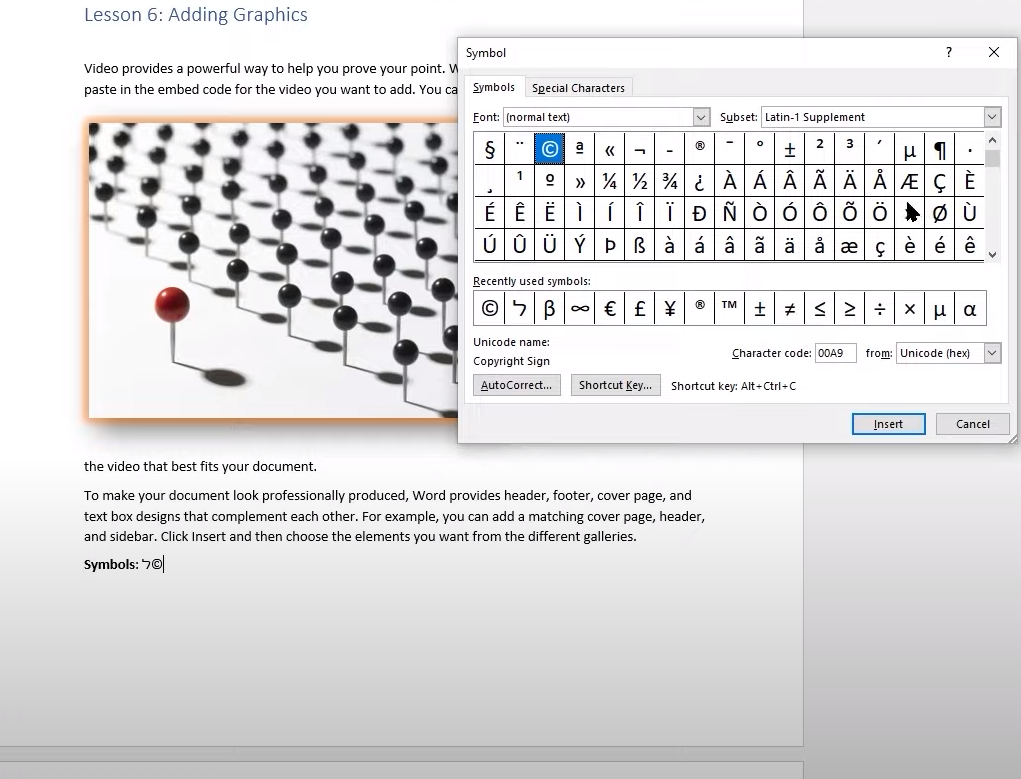 Lesson 6: Adding Graphics
Video provides a powerful way to help you prove your point. W
paste in the embed code for the video you want to add. You ca
the video that best fits your document.
To make your document look professionally produced, Word provides header, footer, cover page, and
text box designs that complement each other. For example, you can add a matching cover page, header,
and sidebar. Click Insert and then choose the elements you want from the different galleries.
Symbols: ל©
Symbol ?
Symbols Special Characters
Font: (normal text) Subset: Latin-1 Supplement
§ ¨ © ª « ¬ - ® ¯ ° ± ² ³ ´ µ ¶ ·
¸ ¹ º » ¼ ½ ¾ ¿ À Á Â Ã Ä Å Æ Ç È
É Ê Ë Ì Í Î Ï Ð Ñ Ò Ó Ô Õ Ö Ø Ù
Ú Û Ü Ý Þ ß à á â ã ä å æ ç è é ê
Recently used symbols:
© ל β ∞ € £ ¥ ® ™ ± ≠ ≤ ≥ ÷ × µ α
Unicode name:
Copyright Sign
Character code: 00A9 from: Unicode (hex)
AutoCorrect... Shortcut Key... Shortcut key: Alt+Ctrl+C
Insert Cancel